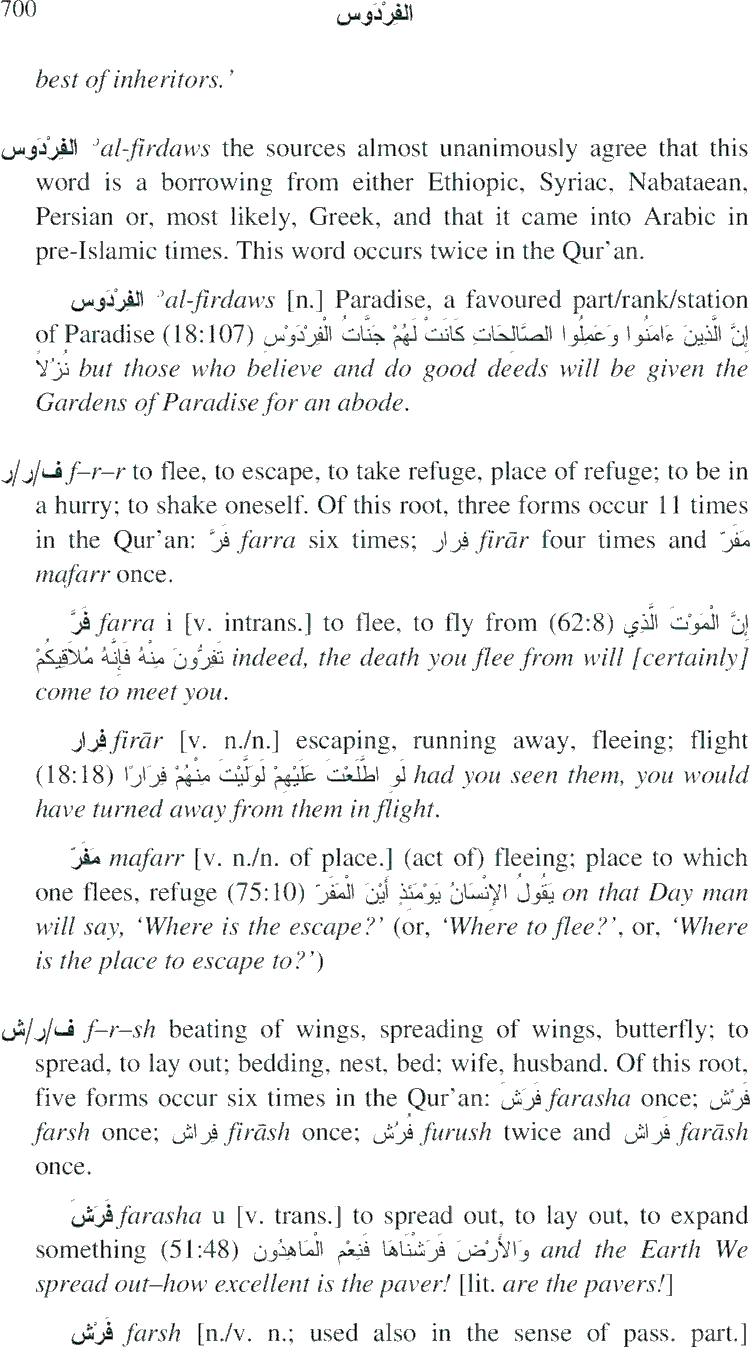 700 الفِرْدَوس
best of inheritors.’
الفِرْدَوس ʾal-firdaws the sources almost unanimously agree that this
word is a borrowing from either Ethiopic, Syriac, Nabataean,
Persian or, most likely, Greek, and that it came into Arabic in
pre-Islamic times. This word occurs twice in the Qur’an.
الفِرْدَوس ʾal-firdaws [n.] Paradise, a favoured part/rank/station
of Paradise (18:107) إِنَّ الَّذِينَ ءَامَنُوا وَعَمِلُوا الصَّالِحَاتِ كَانَتْ لَهُمْ جَنَّاتُ الْفِرْدَوْسِ
نُزُلاً but those who believe and do good deeds will be given the
Gardens of Paradise for an abode.
ف/ر/ر f–r–r to flee, to escape, to take refuge, place of refuge; to be in
a hurry; to shake oneself. Of this root, three forms occur 11 times
in the Qur’an: فَرَّ farra six times; فِرار firār four times and مَفَرّ
mafarr once.
فَرَّ farra i [v. intrans.] to flee, to fly from (62:8) إِنَّ الْمَوْتَ الَّذِي
تَفِرُّونَ مِنْهُ فَإِنَّهُ مُلاَقِيكُمْ indeed, the death you flee from will [certainly]
come to meet you.
فِرار firār [v. n./n.] escaping, running away, fleeing; flight
(18:18) لَوِ اطَّلَعْتَ عَلَيْهِمْ لَوَلَّيْتَ مِنْهُمْ فِرَارًا had you seen them, you would
have turned away from them in flight.
مَفَرّ mafarr [v. n./n. of place.] (act of) fleeing; place to which
one flees, refuge (75:10) يَقُولُ الإِنْسَانُ يَوْمَئِذٍ أَيْنَ الْمَفَرّ on that Day man
will say, ‘Where is the escape?’ (or, ‘Where to flee?’, or, ‘Where
is the place to escape to?’)
ف/ر/ش f–r–sh beating of wings, spreading of wings, butterfly; to
spread, to lay out; bedding, nest, bed; wife, husband. Of this root,
five forms occur six times in the Qur’an: فَرَشَ farasha once; فَرْش
farsh once; فِراش firāsh once; فُرُش furush twice and فَراش farāsh
once.
فَرَشَ farasha u [v. trans.] to spread out, to lay out, to expand
something (51:48) وَالأَرْضَ فَرَشْنَاهَا فَنِعْمَ الْمَاهِدُون and the Earth We
spread out–how excellent is the paver! [lit. are the pavers!]
فَرْش farsh [n./v. n.; used also in the sense of pass. part.]